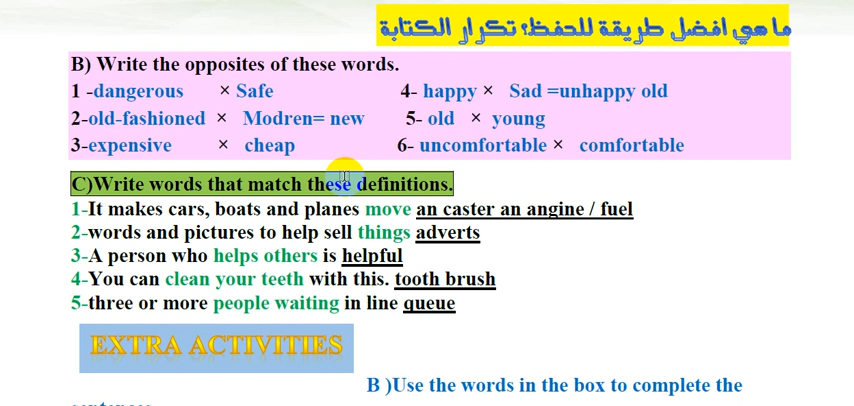 ما هي افضل طريقة للحفظ؟ تكرار الكتابة
B) Write the opposites of these words.
1 -dangerous × Safe 4- happy × Sad =unhappy old
2-old-fashioned × Modren= new 5- old × young
3-expensive × cheap 6- uncomfortable × comfortable
C)Write words that match these definitions.
1-It makes cars, boats and planes move an caster an angine / fuel
2-words and pictures to help sell things adverts
3-A person who helps others is helpful
4-You can clean your teeth with this. tooth brush
5-three or more people waiting in line queue
EXTRA ACTIVITIES
B )Use the words in the box to complete the